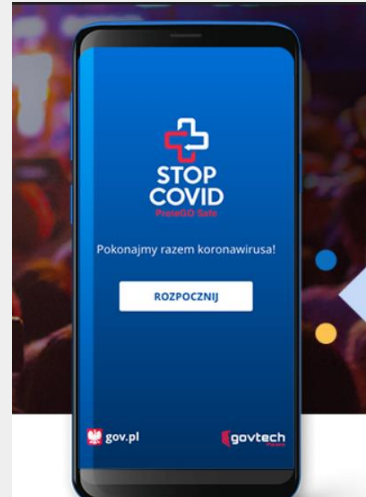 STOP
COVID
ProteGO Safe
Pokonajmy razem koronawirusa!
ROZPOCZNIJ
gov.pl
govtech